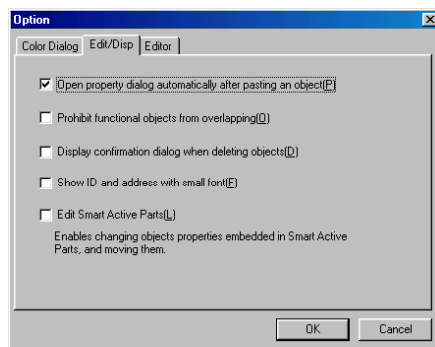 Option
Color Dialog Edit/Disp Editor
Open property dialog automatically after pasting an object(P)
Prohibit functional objects from overlapping(O)
Display confirmation dialog when deleting objects(D)
Show ID and address with small font(F)
Edit Smart Active Parts(L)
Enables changing objects properties embedded in Smart Active
Parts, and moving them.
OK Cancel